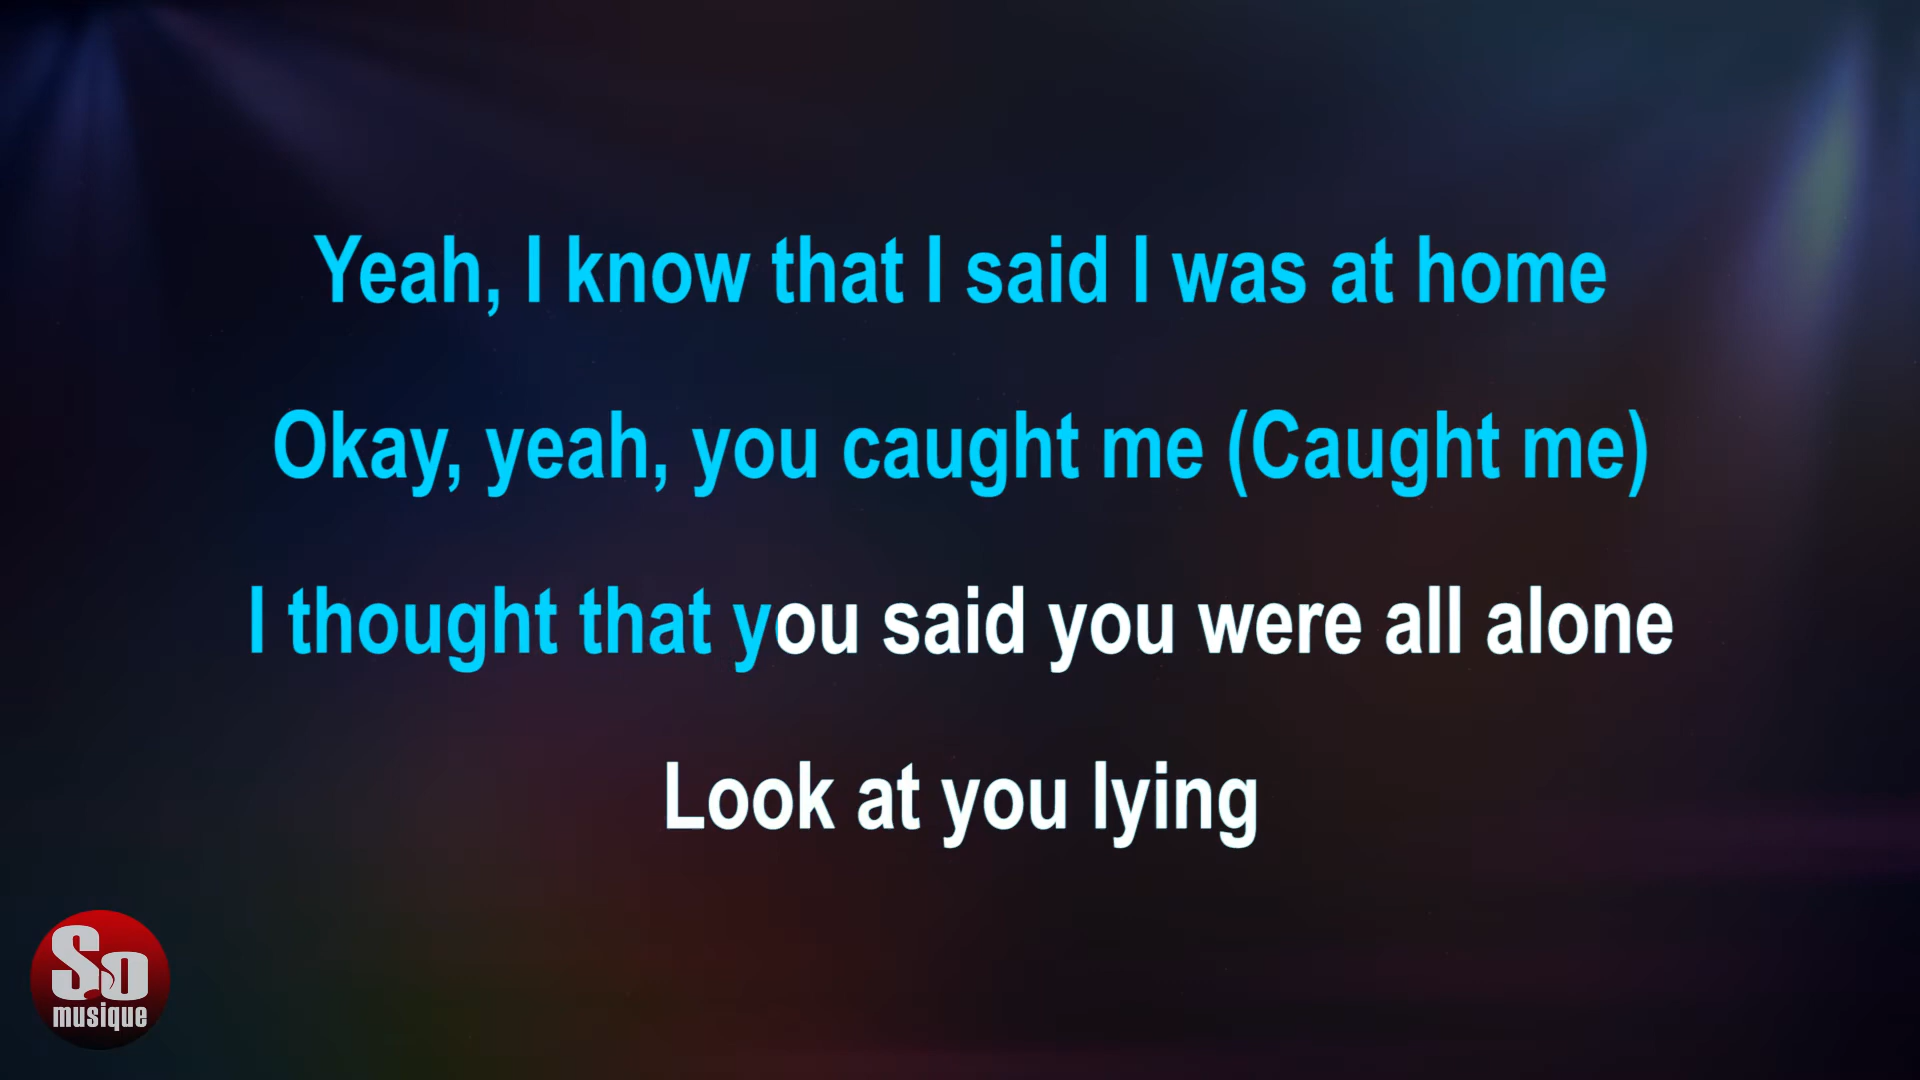 Yeah, I know that I said I was at home
Okay, yeah, you caught me (Caught me)
I thought that you said you were all alone
Look at you lying
So
musique